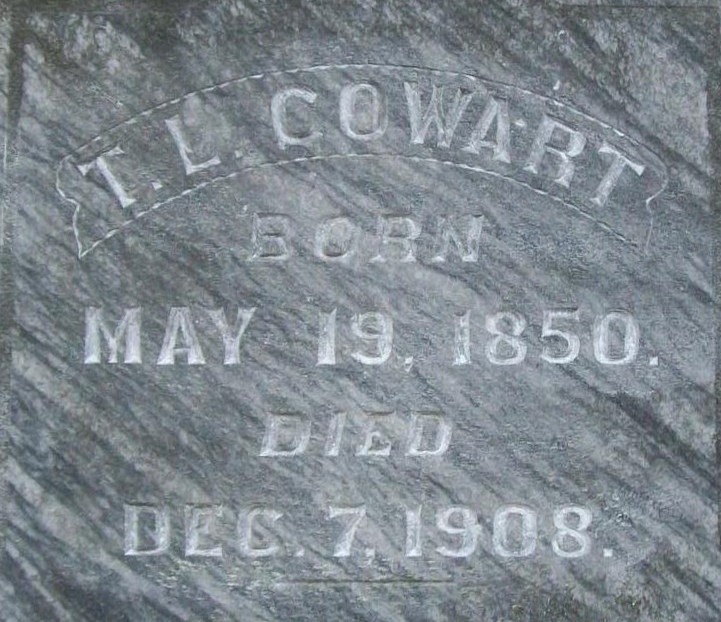 T. L. COWART
BORN
MAY 19, 1850.
DIED
DEC. 7, 1908.